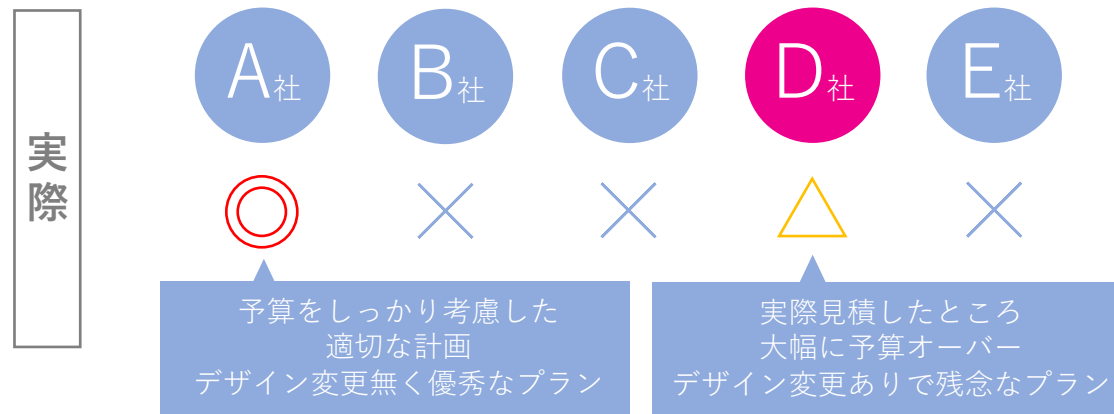 実際
A社
B社
C社
D社
E社
予算をしっかり考慮した
適切な計画
デザイン変更無く優秀なプラン
実際見積したところ
大幅に予算オーバー
デザイン変更ありで残念なプラン